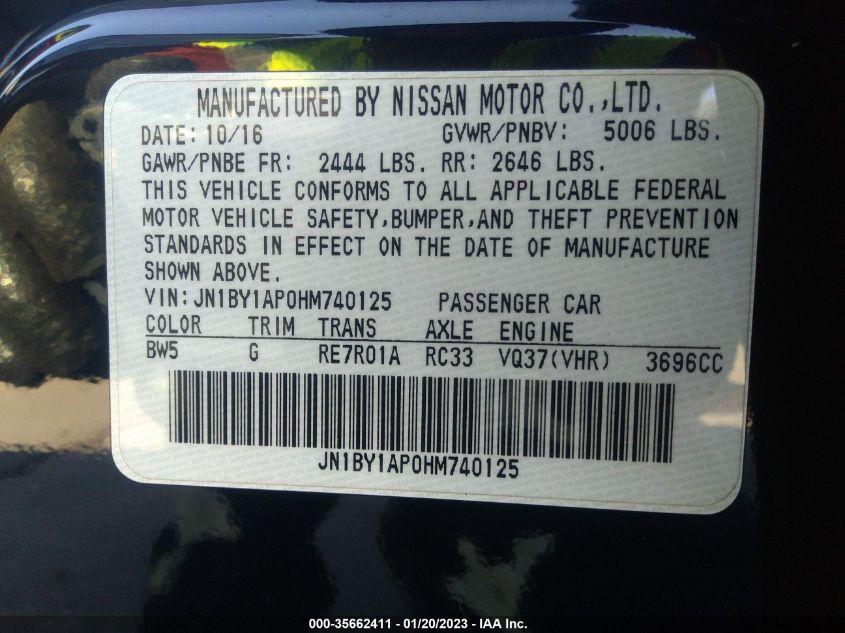 MANUFACTURED BY NISSAN MOTOR CO.,LTD.
DATE: 10/16 GVWR/PNBV: 5006 LBS.
GAWR/PNBE FR: 2444 LBS. RR: 2646 LBS.
THIS VEHICLE CONFORMS TO ALL APPLICABLE FEDERAL
MOTOR VEHICLE SAFETY,BUMPER,AND THEFT PREVENTION
STANDARDS IN EFFECT ON THE DATE OF MANUFACTURE
SHOWN ABOVE.
VIN: JN1BY1AP0HM740125 PASSENGER CAR
COLOR TRIM TRANS AXLE ENGINE
BW5 G RE7R01A RC33 VQ37(VHR) 3696CC
JN1BY1AP0HM740125
000-35662411 - 01/20/2023 - IAA Inc.